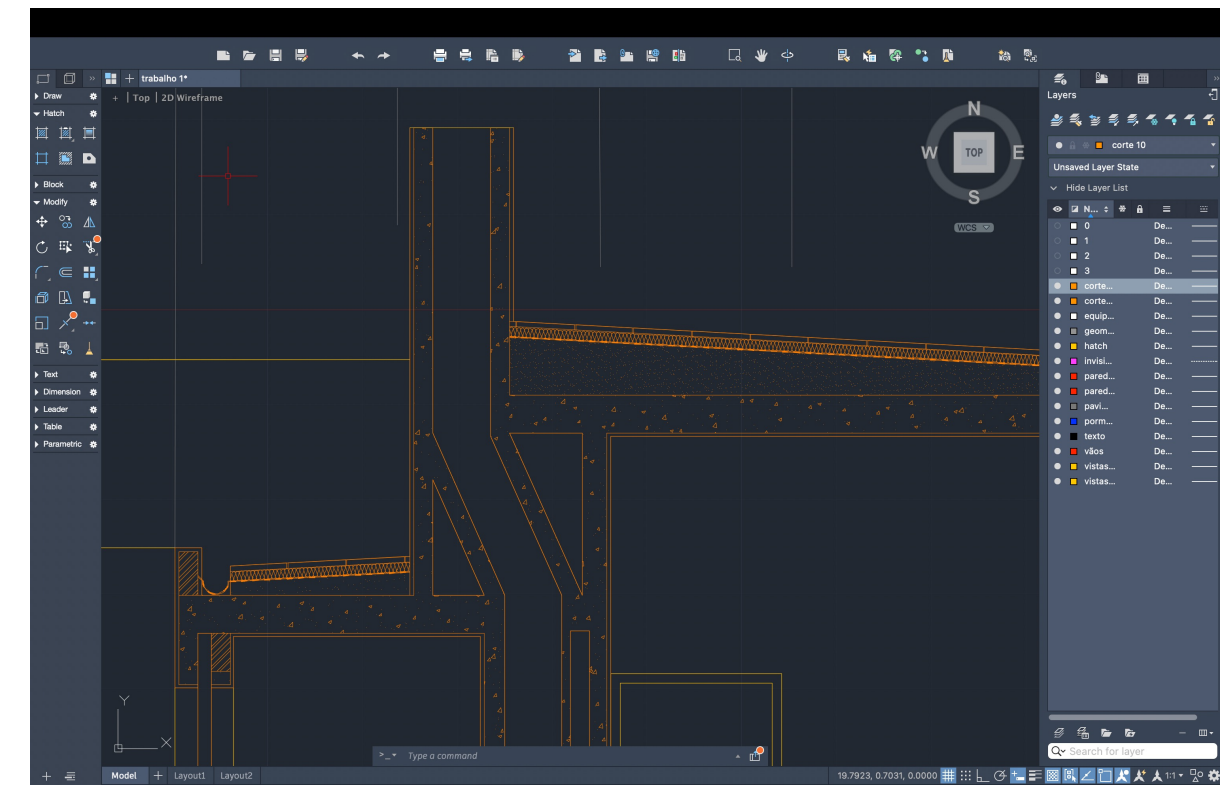 trabalho 1*
Layers
Draw
+ | Top | 2D Wireframe
Hatch
N
W
TOP
E
S
WCS
corte 10
Unsaved Layer State
Hide Layer List
N...
Block
Modify
0 De...
1 De...
2 De...
3 De...
corte... De...
corte... De...
equip... De...
geom... De...
hatch De...
invisi... De...
pared... De...
pared... De...
pavi... De...
porm... De...
texto De...
vãos De...
vistas... De...
vistas... De...
Text
Dimension
Leader
Table
Parametric
Y
X
>_ Type a command
Search for layer
Model + Layout1 Layout2
19.7923, 0.7031, 0.0000
1:1